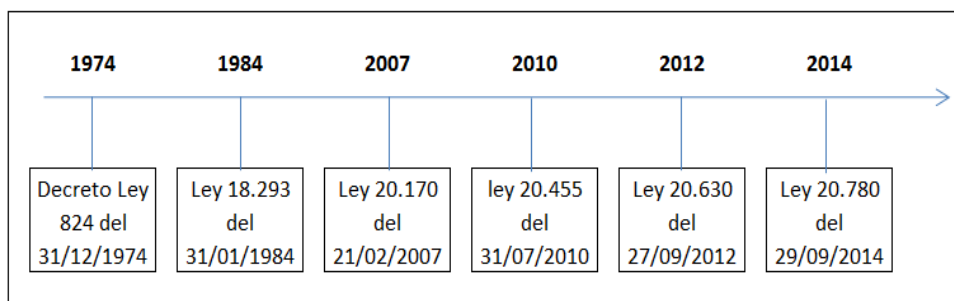 1974 1984 2007 2010 2012 2014
Decreto Ley
824 del
31/12/1974
Ley 18.293
del
31/01/1984
Ley 20.170
del
21/02/2007
ley 20.455
del
31/07/2010
Ley 20.630
del
27/09/2012
Ley 20.780
del
29/09/2014